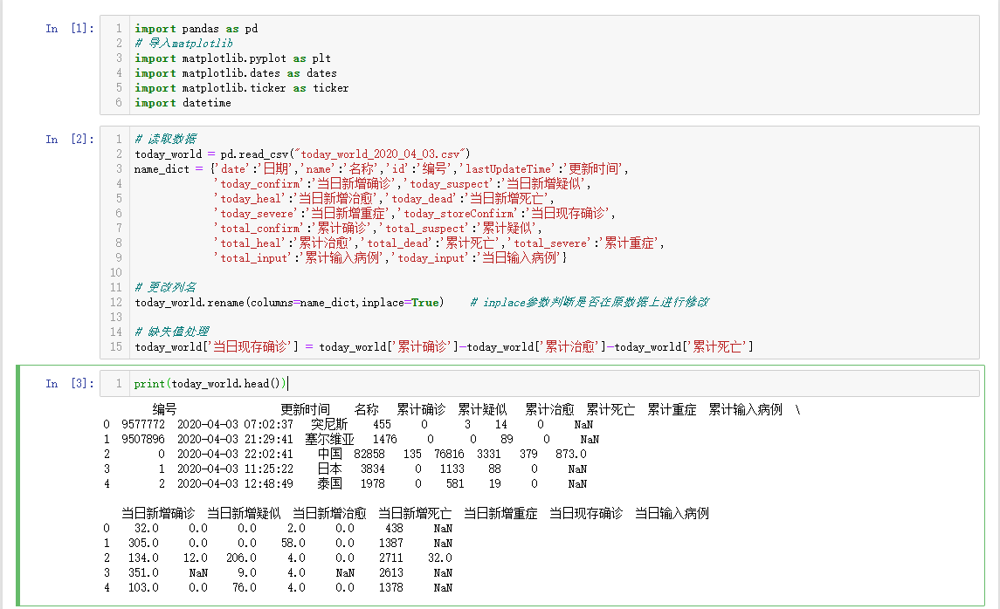 In [1]:
1 import pandas as pd
2 # 导入matplotlib
3 import matplotlib.pyplot as plt
4 import matplotlib.dates as dates
5 import matplotlib.ticker as ticker
6 import datetime
In [2]:
1 # 读取数据
2 today_world = pd.read_csv("today_world_2020_04_03.csv")
3 name_dict = {'date':'日期','name':'名称','id':'编号','lastUpdateTime':'更新时间',
4 'today_confirm':'当日新增确诊','today_suspect':'当日新增疑似',
5 'today_heal':'当日新增治愈','today_dead':'当日新增死亡',
6 'today_severe':'当日新增重症','today_storeConfirm':'当日现存确诊',
7 'total_confirm':'累计确诊','total_suspect':'累计疑似',
8 'total_heal':'累计治愈','total_dead':'累计死亡','total_severe':'累计重症',
9 'total_input':'累计输入病例','today_input':'当日输入病例'}
10
11 # 更改列名
12 today_world.rename(columns=name_dict,inplace=True) # inplace参数判断是否在原数据上进行修改
13
14 # 缺失值处理
15 today_world['当日现存确诊'] = today_world['累计确诊']-today_world['累计治愈']-today_world['累计死亡']
In [3]:
1 print(today_world.head())
编号 更新时间 名称 累计确诊 累计疑似 累计治愈 累计死亡 累计重症 累计输入病例 \
0 9577772 2020-04-03 07:02:37 突尼斯 455 0 3 14 0 NaN
1 9507896 2020-04-03 21:29:41 塞尔维亚 1476 0 0 89 0 NaN
2 0 2020-04-03 22:02:41 中国 82858 135 76816 3331 379 873.0
3 1 2020-04-03 11:25:22 日本 3834 0 1133 88 0 NaN
4 2 2020-04-03 12:48:49 泰国 1978 0 581 19 0 NaN
当日新增确诊 当日新增疑似 当日新增治愈 当日新增死亡 当日新增重症 当日现存确诊 当日输入病例
0 32.0 0.0 0.0 2.0 0.0 438 NaN
1 305.0 0.0 0.0 58.0 0.0 1387 NaN
2 134.0 12.0 206.0 4.0 0.0 2711 32.0
3 351.0 NaN 9.0 4.0 NaN 2613 NaN
4 103.0 0.0 76.0 4.0 0.0 1378 NaN